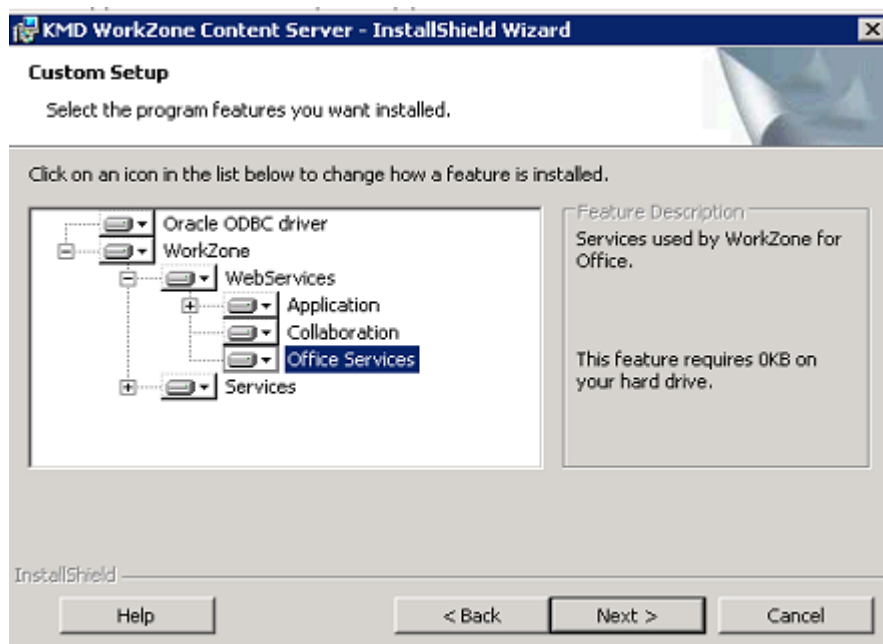 KMD WorkZone Content Server - InstallShield Wizard
Custom Setup
Select the program features you want installed.
Click on an icon in the list below to change how a feature is installed.
Oracle ODBC driver
WorkZone
WebServices
Application
Collaboration
Office Services
Services
Feature Description
Services used by WorkZone for
Office.
This feature requires 0KB on
your hard drive.
InstallShield
Help
< Back
Next >
Cancel